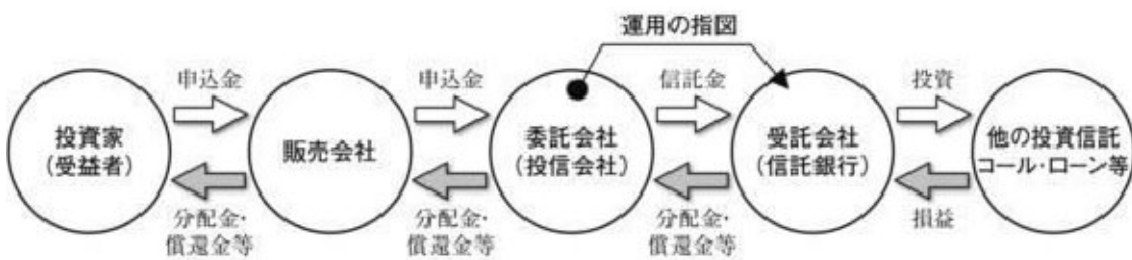 運用の指図
申込金
申込金
信託金
投資
投資家
(受益者)
販売会社
委託会社
(投信会社)
受託会社
(信託銀行)
他の投資信託
コール・ローン等
分配金・
償還金等
分配金・
償還金等
分配金・
償還金等
損益